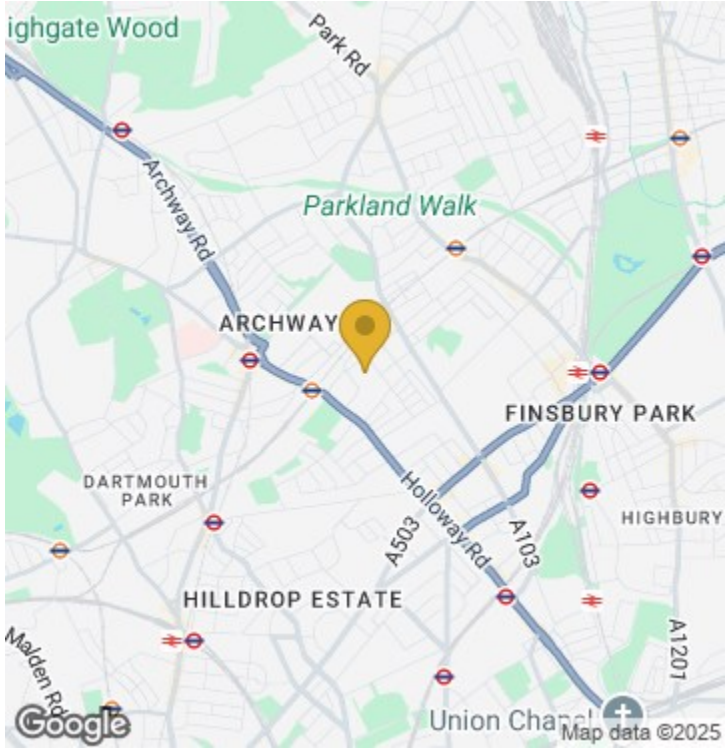 ighgate Wood
Park Rd
Archway Rd
Parkland Walk
ARCHWAY
FINSBURY PARK
DARTMOUTH
PARK
HIGHBURY
A503
Holloway Rd
A103
HILLDROP ESTATE
A1201
Malden Rd
Google
Union Chapel
Map data ©2025